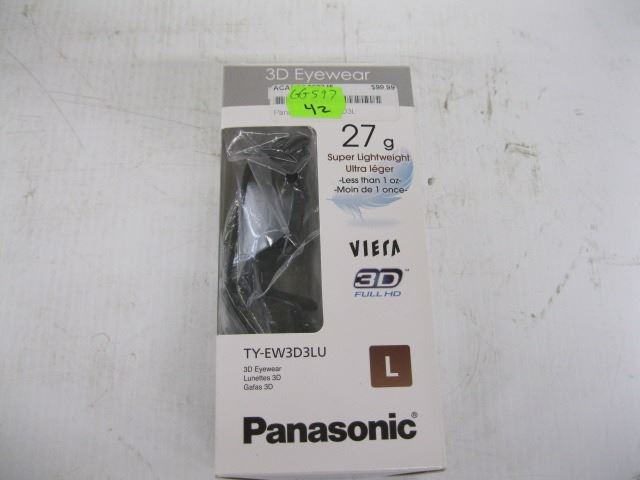 3D Eyewear
$99.99
GG597
42
27 g
Super Lightweight
Ultra léger
-Less than 1 oz-
-Moin de 1 once-
VIERA
3D™
FULL HD
TY-EW3D3LU
3D Eyewear
Lunettes 3D
Gafas 3D
L
Panasonic®